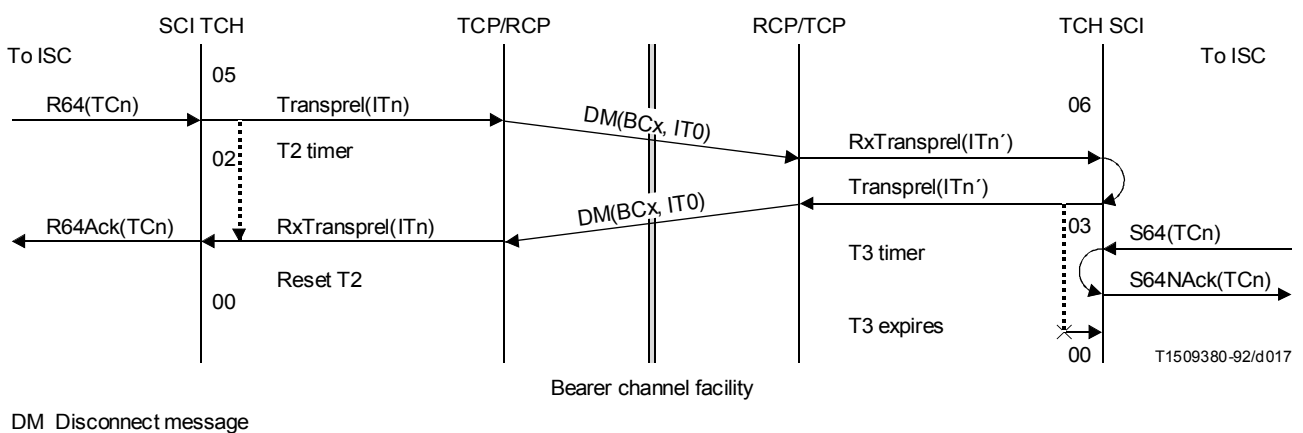 SCI TCH TCP/RCP RCP/TCP TCH SCI
To ISC To ISC
05
R64(TCn) Transprel(ITn) DM(BCx, IT0) 06
02 T2 timer RxTransprel(ITn´)
Transprel(ITn´)
R64Ack(TCn) RxTransprel(ITn) DM(BCx, IT0) 03 S64(TCn)
T3 timer
Reset T2 S64NAck(TCn)
00
T3 expires
00 T1509380-92/d017
Bearer channel facility
DM Disconnect message